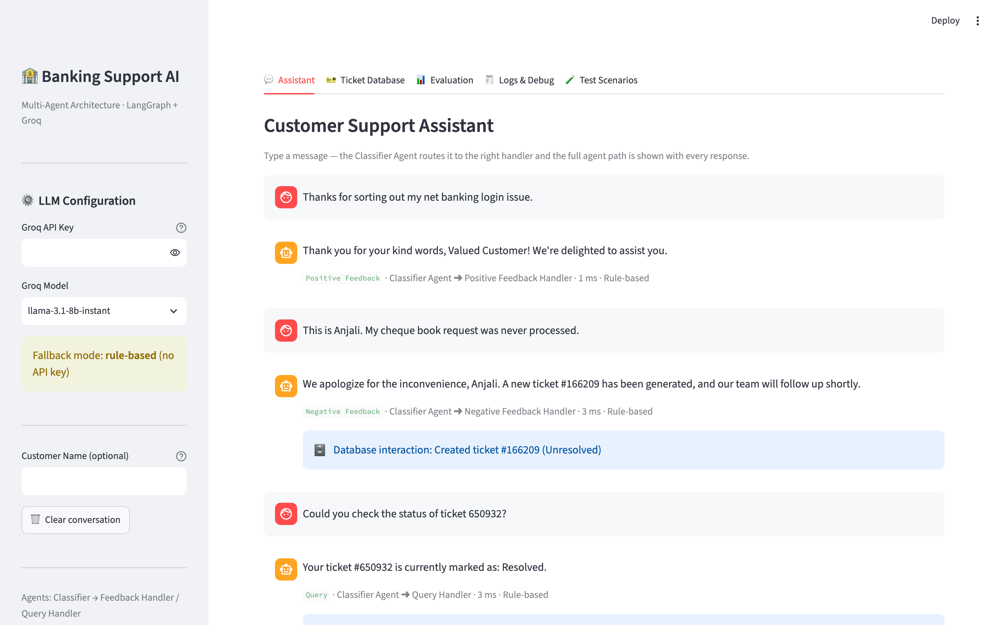 Deploy
Banking Support AI
Multi-Agent Architecture · LangGraph +
Groq
LLM Configuration
Groq API Key
Groq Model
llama-3.1-8b-instant
Fallback mode: rule-based (no
API key)
Customer Name (optional)
Clear conversation
Agents: Classifier → Feedback Handler /
Query Handler
Assistant
Ticket Database
Evaluation
Logs & Debug
Test Scenarios
Customer Support Assistant
Type a message — the Classifier Agent routes it to the right handler and the full agent path is shown with every response.
Thanks for sorting out my net banking login issue.
Thank you for your kind words, Valued Customer! We're delighted to assist you.
Positive Feedback · Classifier Agent ➜ Positive Feedback Handler · 1 ms · Rule-based
This is Anjali. My cheque book request was never processed.
We apologize for the inconvenience, Anjali. A new ticket #166209 has been generated, and our team will follow up shortly.
Negative Feedback · Classifier Agent ➜ Negative Feedback Handler · 3 ms · Rule-based
Database interaction: Created ticket #166209 (Unresolved)
Could you check the status of ticket 650932?
Your ticket #650932 is currently marked as: Resolved.
Query · Classifier Agent ➜ Query Handler · 3 ms · Rule-based